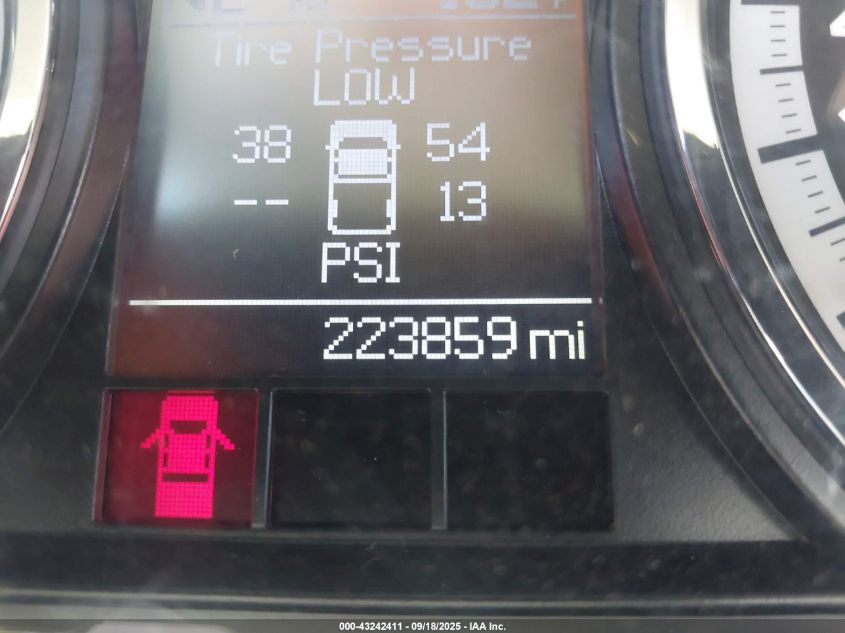 Tire Pressure
LOW
38 54
-- 13
PSI
223859 mi
000-43242411 - 09/18/2025 - IAA Inc.